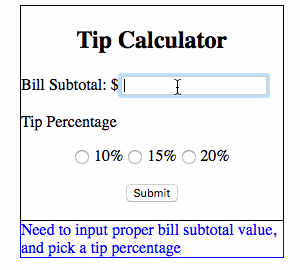 Tip Calculator
Bill Subtotal: $
Tip Percentage
10% 15% 20%
Submit
Need to input proper bill subtotal value,
and pick a tip percentage